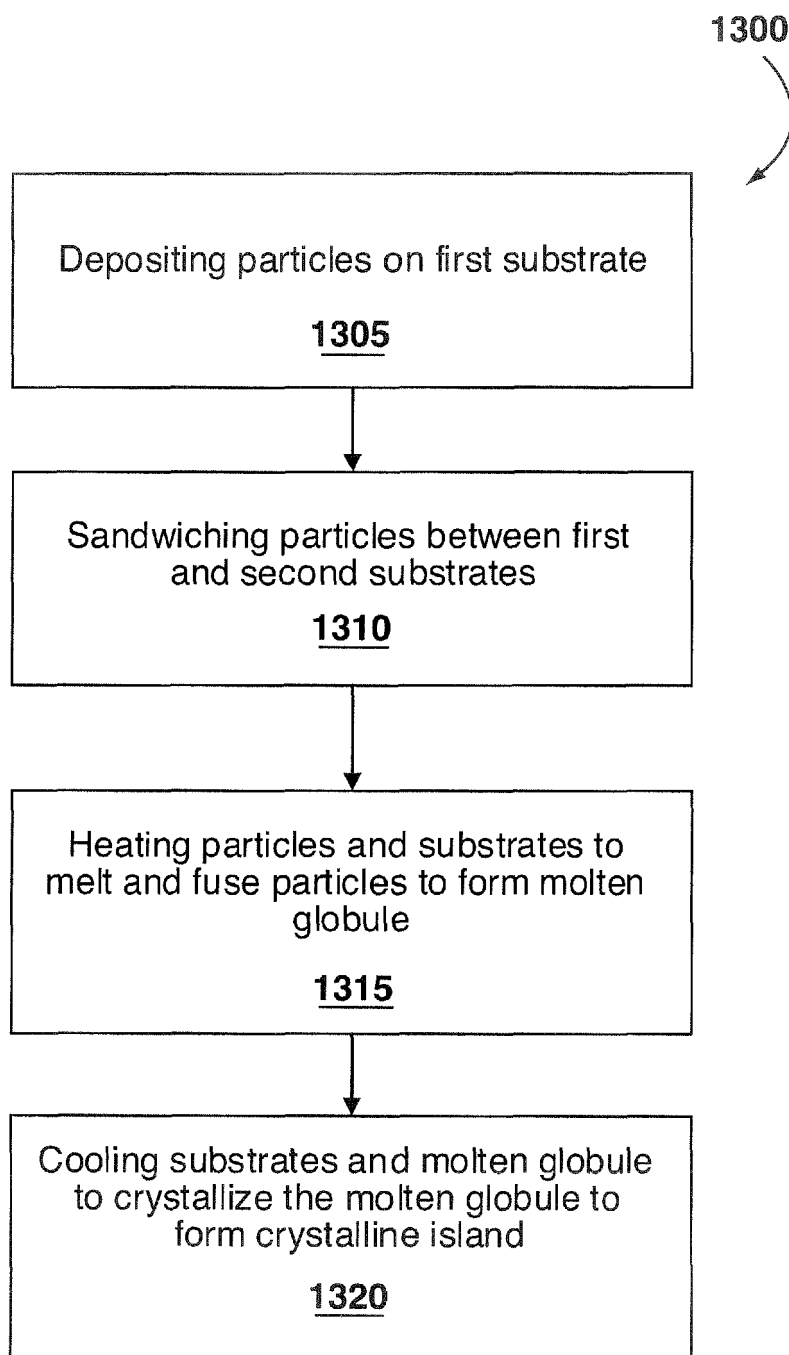 1300
Depositing particles on first substrate
1305
Sandwiching particles between first
and second substrates
1310
Heating particles and substrates to
melt and fuse particles to form molten
globule
1315
Cooling substrates and molten globule
to crystallize the molten globule to
form crystalline island
1320